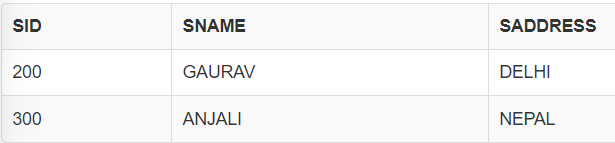 SID SNAME SADDRESS
200 GAURAV DELHI
300 ANJALI NEPAL